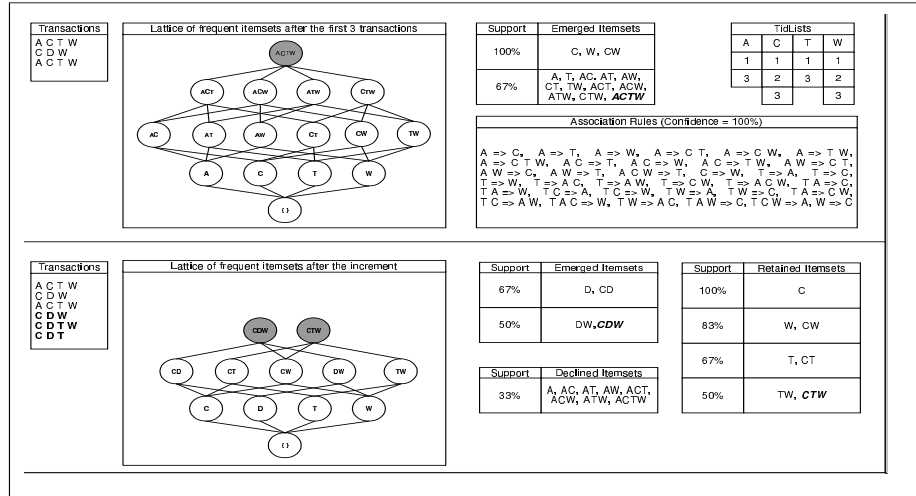 Transactions
A C T W
C D W
A C T W
Lattice of frequent itemsets after the first 3 transactions
ACTW
ACT ACW ATW CTW
AC AT AW CT CW TW
A C T W
{ }
Support Emerged Itemsets
100% C, W, CW
67% A, T, AC. AT, AW,
CT, TW, ACT, ACW,
ATW, CTW, ACTW
TidLists
A C T W
1 1 1 1
3 2 3 2
3 3
Association Rules (Confidence = 100%)
A => C, A => T, A => W, A => C T, A => C W, A => T W,
A => C T W, A C => T, A C => W, A C => T W, A W => C T,
A W => C, A W => T, A C W => T, C => W, T => A, T => C,
T => W, T => A C, T => A W, T => C W, T => A C W, T A => C,
T A => W, T C => A, T C => W, T W => A, T W => C, T A => C W,
T C => A W, T A C => W, T W => A C, T A W => C, T C W => A, W => C
Transactions
A C T W
C D W
A C T W
C D W
C D T W
C D T
Lattice of frequent itemsets after the increment
CDW CTW
CD CT CW DW TW
C D T W
{ }
Support Emerged Itemsets
67% D, CD
50% DW, CDW
Support Declined Itemsets
33% A, AC, AT, AW, ACT,
ACW, ATW, ACTW
Support Retained Itemsets
100% C
83% W, CW
67% T, CT
50% TW, CTW